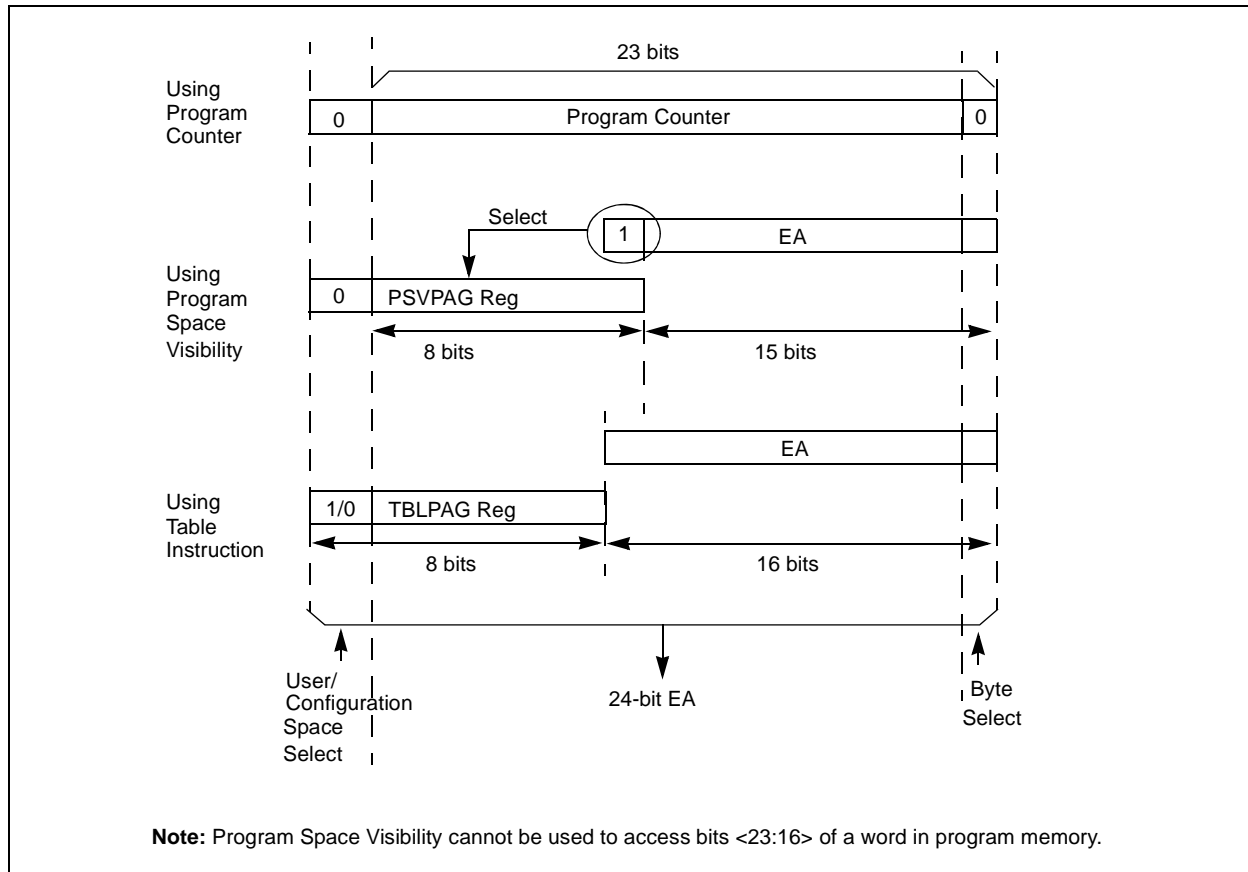 23 bits
Using
Program
Counter
0
Program Counter
0
Select
1
EA
Using
Program
Space
Visibility
0
PSVPAG Reg
8 bits
15 bits
EA
Using
Table
Instruction
1/0
TBLPAG Reg
8 bits
16 bits
User/
Configuration
Space
Select
24-bit EA
Byte
Select
Note: Program Space Visibility cannot be used to access bits <23:16> of a word in program memory.